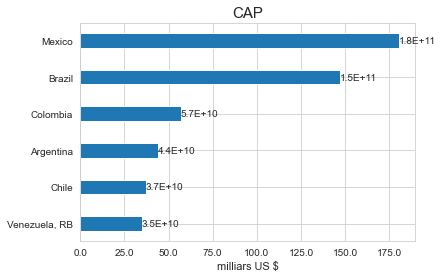 CAP
Mexico 1.8E+11
Brazil 1.5E+11
Colombia 5.7E+10
Argentina 4.4E+10
Chile 3.7E+10
Venezuela, RB 3.5E+10
0.0 25.0 50.0 75.0 100.0 125.0 150.0 175.0
milliars US $